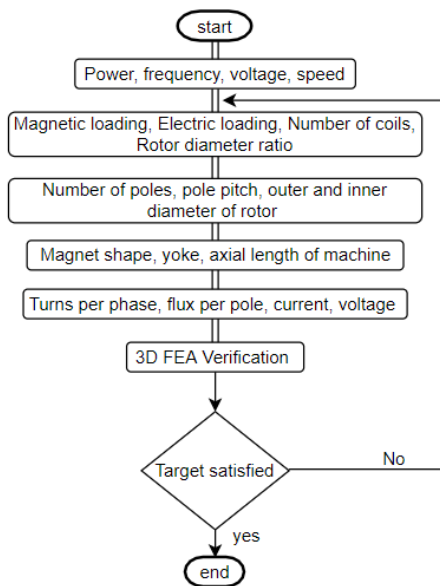 start
Power, frequency, voltage, speed
Magnetic loading, Electric loading, Number of coils,
Rotor diameter ratio
Number of poles, pole pitch, outer and inner
diameter of rotor
Magnet shape, yoke, axial length of machine
Turns per phase, flux per pole, current, voltage
3D FEA Verification
Target satisfied
No
yes
end